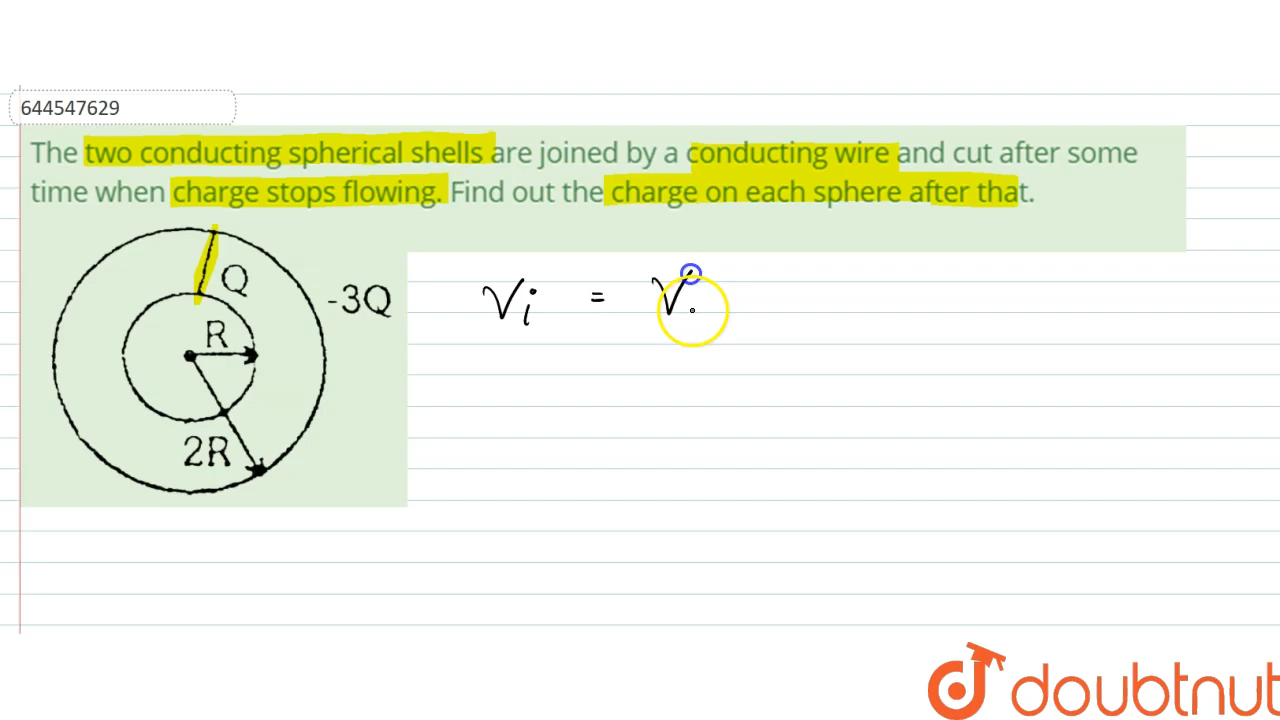 644547629
The two conducting spherical shells are joined by a conducting wire and cut after some
time when charge stops flowing. Find out the charge on each sphere after that.
Q
-3Q
R
2R
Vi = V
doubtnut